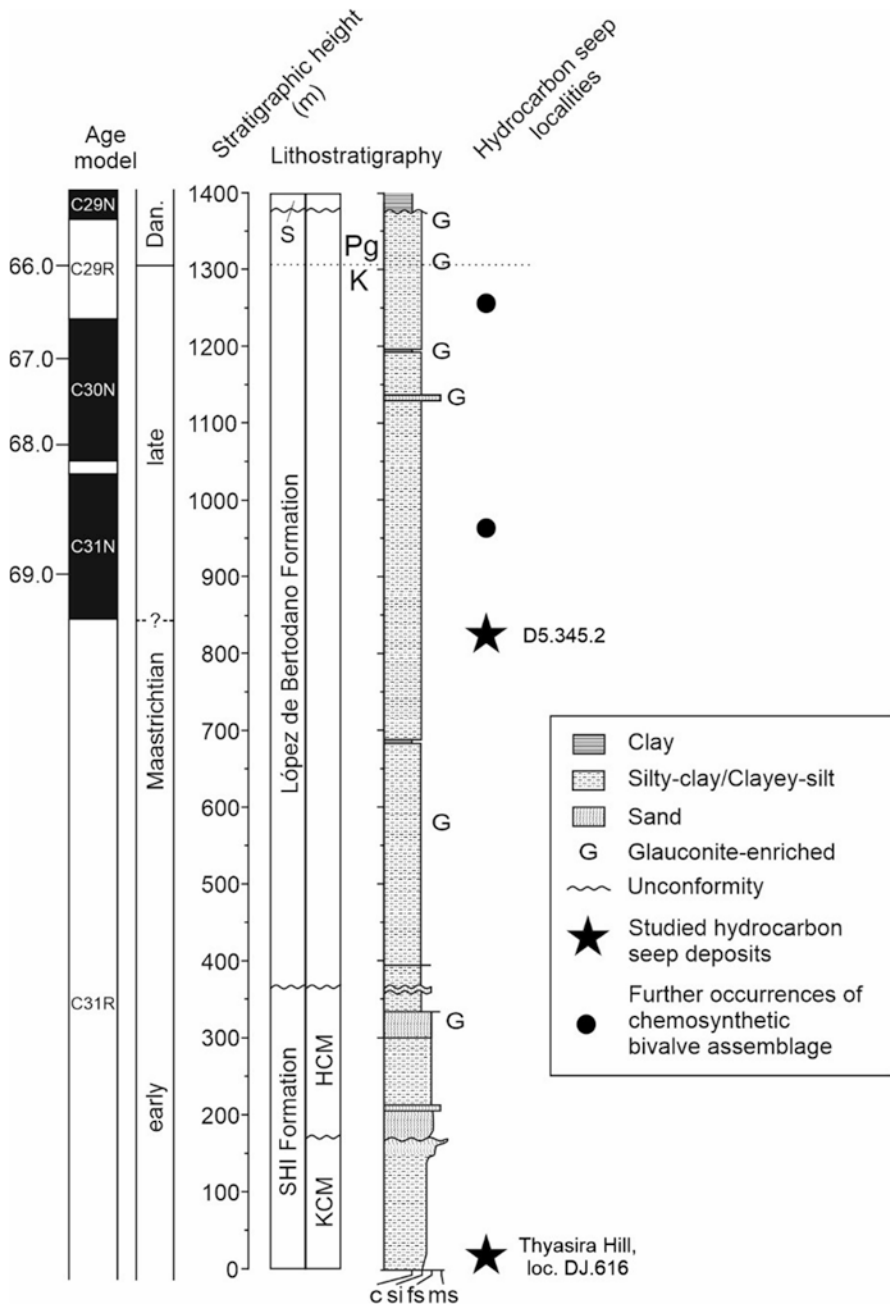 Age
model
Stratigraphic height
(m)
Lithostratigraphy
Hydrocarbon seep
localities
C29N
C29R
C30N
C31N
C31R
66.0
67.0
68.0
69.0
Dan.
late
?
Maastrichtian
early
1400
1300
1200
1100
1000
900
800
700
600
500
400
300
200
100
0
S
López de Bertodano Formation
SHI Formation
HCM
KCM
Pg
K
G
G
G
G
G
G
c si fs ms
D5.345.2
Thyasira Hill,
loc. DJ.616
Clay
Silty-clay/Clayey-silt
Sand
G Glauconite-enriched
Unconformity
Studied hydrocarbon
seep deposits
Further occurrences of
chemosynthetic
bivalve assemblage